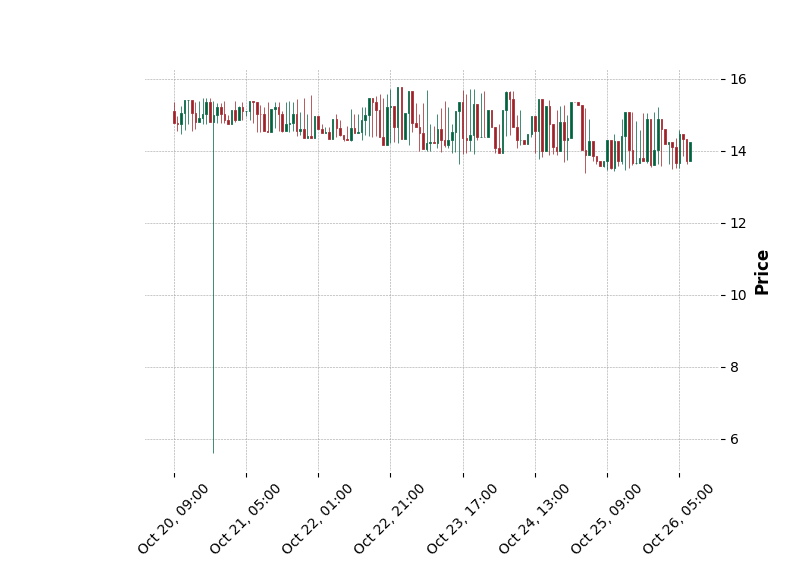 16
14
12
10
8
6
Price
Oct 20, 09:00
Oct 21, 05:00
Oct 22, 01:00
Oct 22, 21:00
Oct 23, 17:00
Oct 24, 13:00
Oct 25, 09:00
Oct 26, 05:00